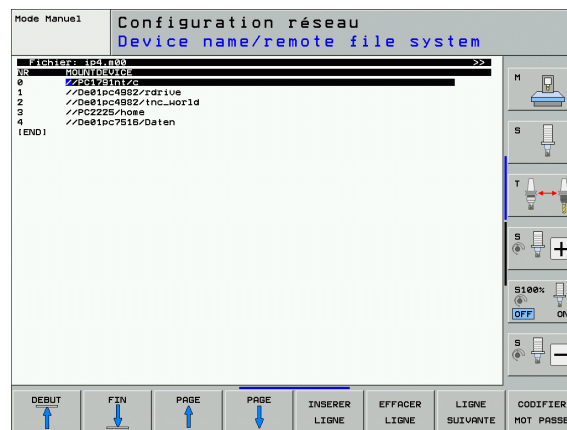 Mode Manuel
Configuration réseau
Device name/remote file system
Fichier: ip4.m00 >>
NR MOUNTDEVICE
0 //PC1791nt/c
1 //De01pc4982/rdrive
2 //De01pc4982/tnc_world
3 //PC2225/home
4 //De01pc7516/Daten
[END]
M
S
T
S
+
S100%
OFF ON
S
–
DEBUT
FIN
PAGE
PAGE
INSERER LIGNE
EFFACER LIGNE
LIGNE SUIVANTE
CODIFIER MOT PASSE